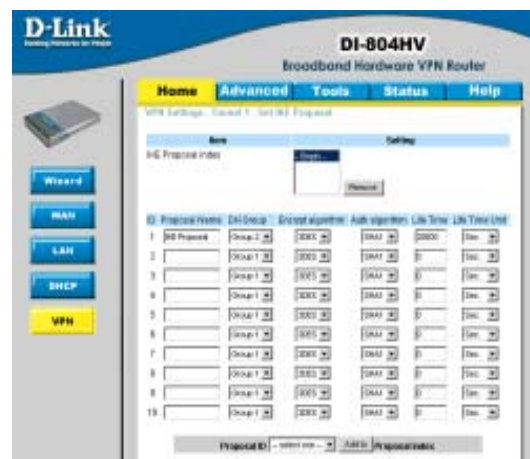 D-Link
Building Networks for People
DI-804HV
Broadband Hardware VPN Router
Home Advanced Tools Status Help
VPN Settings - Tunnel 1 - Set IKE Proposal
Item Setting
IKE Proposal index
- Empty -
Remove
Wizard
WAN
LAN
DHCP
VPN
ID Proposal Name DH Group Encrypt algorithm Auth algorithm Life Time Life Time Unit
1 IKE Proposal Group 2 3DES SHA1 Sec.
2 Group 1 3DES SHA1 0 Sec.
3 Group 1 3DES SHA1 0 Sec.
4 Group 1 3DES SHA1 0 Sec.
5 Group 1 3DES SHA1 0 Sec.
6 Group 1 3DES SHA1 0 Sec.
7 Group 1 3DES SHA1 0 Sec.
8 Group 1 3DES SHA1 0 Sec.
9 Group 1 3DES SHA1 0 Sec.
10 Group 1 3DES SHA1 0 Sec.
Proposal ID -- select one -- Add to Proposal index